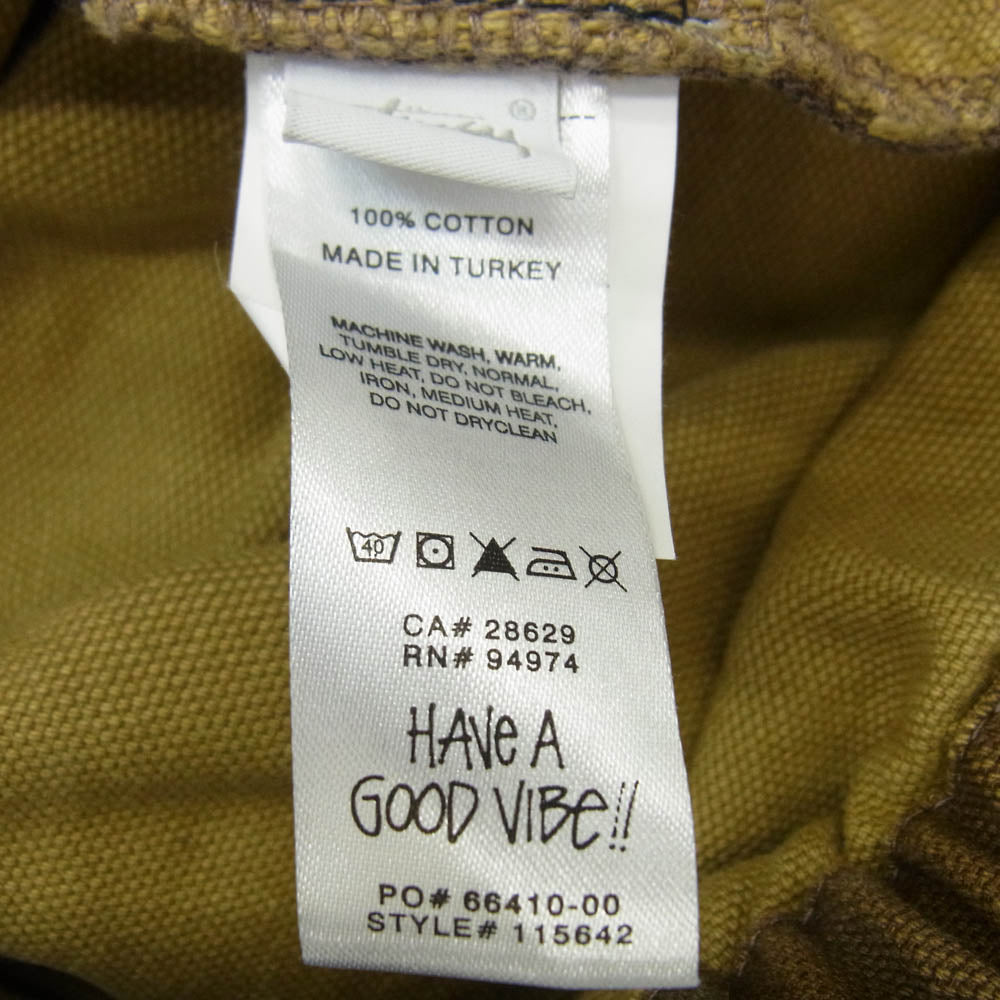 ®
100% COTTON
MADE IN TURKEY
MACHINE WASH, WARM,
TUMBLE DRY, NORMAL,
LOW HEAT, DO NOT BLEACH,
IRON, MEDIUM HEAT,
DO NOT DRYCLEAN
40
CA# 28629
RN# 94974
HAVe A
GOOD VIBe!!
PO# 66410-00
STYLE# 115642